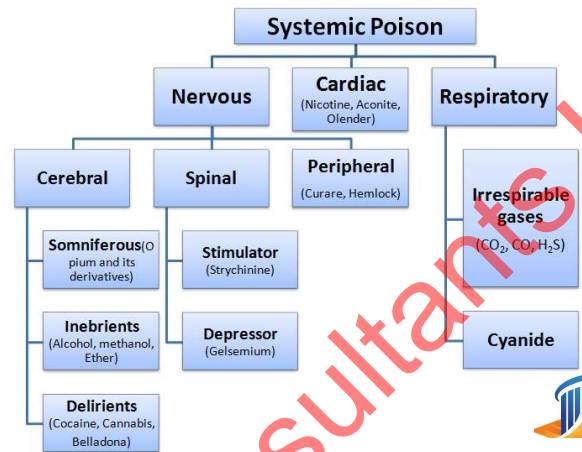 Systemic Poison
Nervous
Cardiac
(Nicotine, Aconite,
Olender)
Respiratory
Cerebral
Spinal
Peripheral
(Curare, Hemlock)
Irrespirable
gases
(CO₂, CO, H₂S)
Somniferous(O
pium and its
derivatives)
Stimulator
(Strychinine)
Inebrients
(Alcohol, methanol,
Ether)
Depressor
(Gelsemium)
Cyanide
Delirients
(Cocaine, Cannabis,
Belladona)
sultants